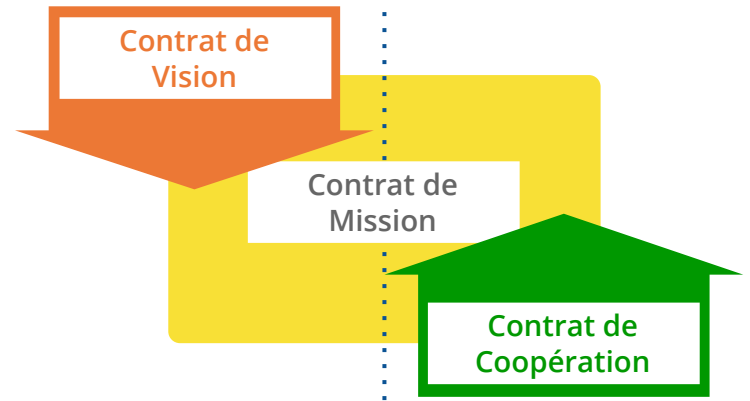 Contrat de
Vision
Contrat de
Mission
Contrat de
Coopération